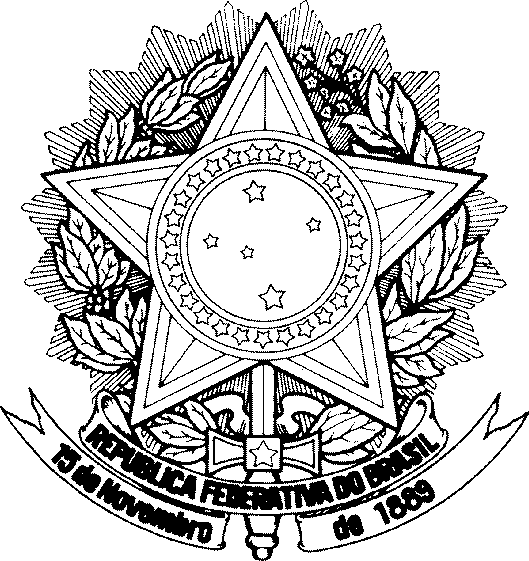 REPUBLICA FEDERATIVA DO BRASIL
15 de Novembro de 1889